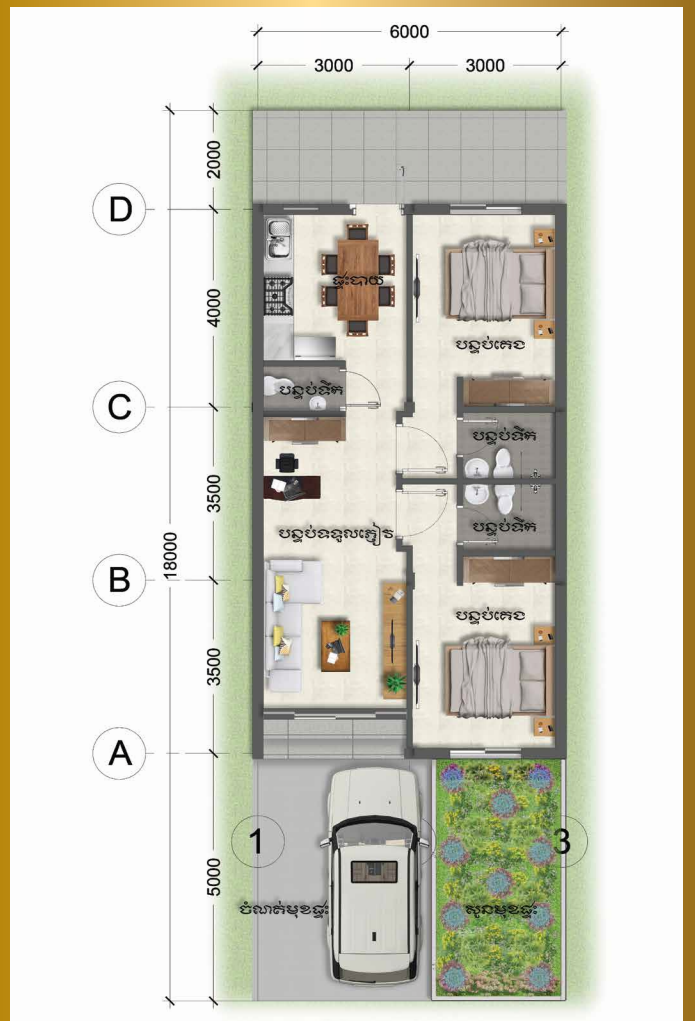 6000
3000 3000
2000
D
ផ្ទះបាយ
4000
បន្ទប់គេង
C
បន្ទប់ទឹក
បន្ទប់ទឹក
3500
បន្ទប់ទទួលភ្ញៀវ
បន្ទប់ទឹក
18000
B
បន្ទប់គេង
3500
A
1
3
5000
ចំណតមុខផ្ទះ
សួនមុខផ្ទះ